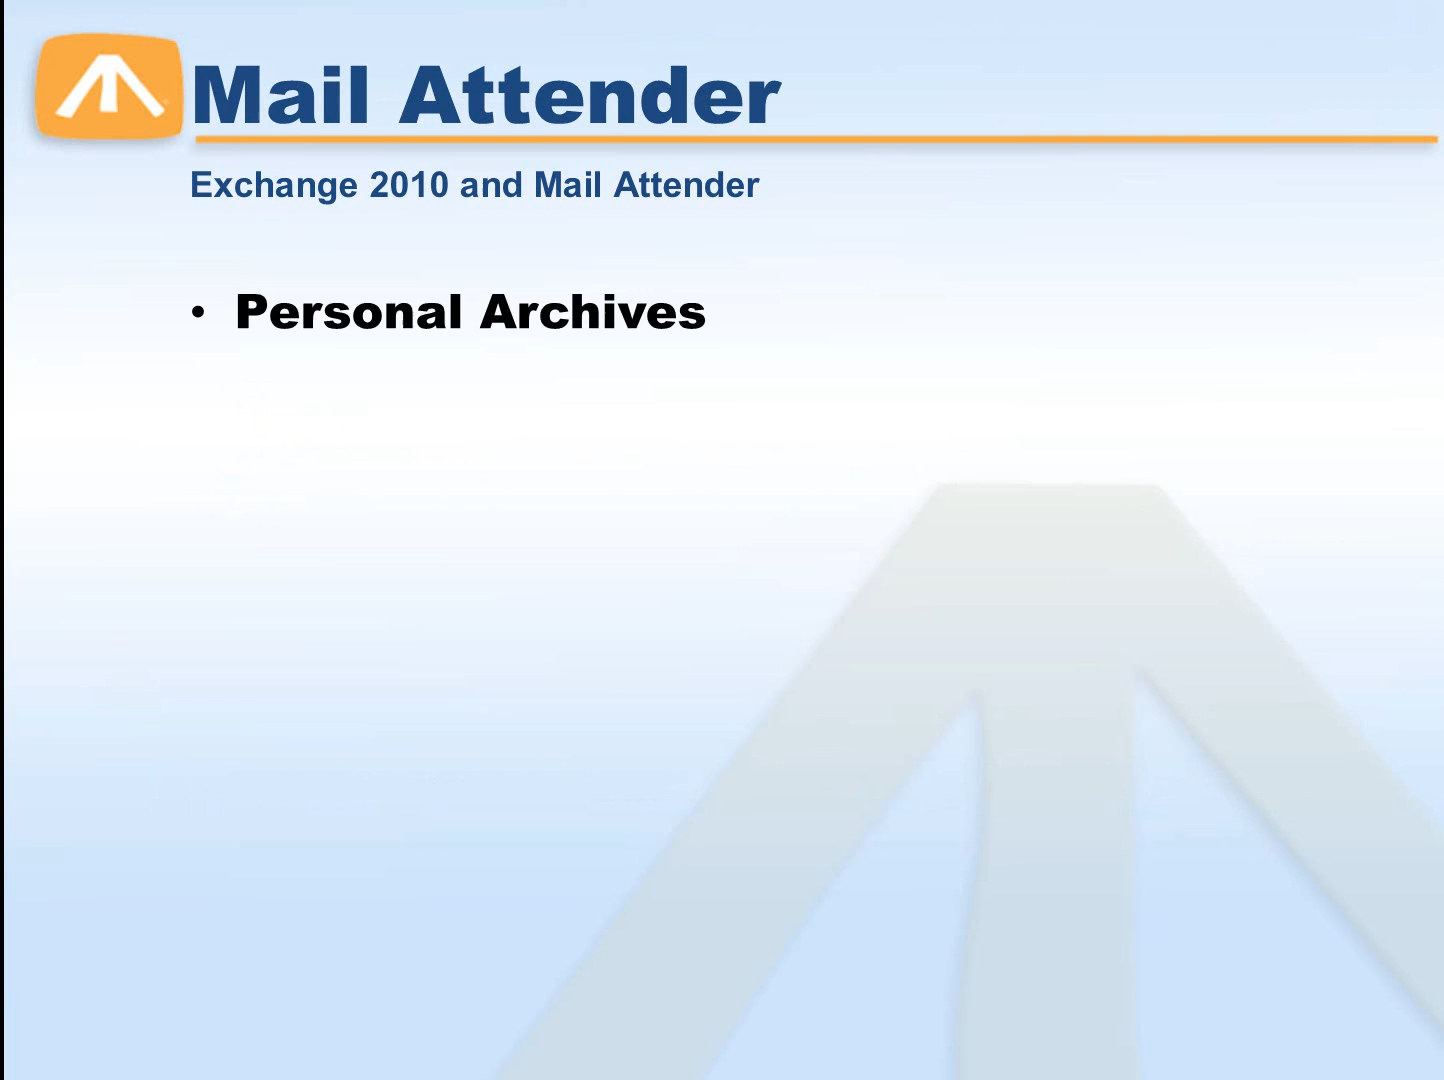 Mail Attender
Exchange 2010 and Mail Attender
• Personal Archives